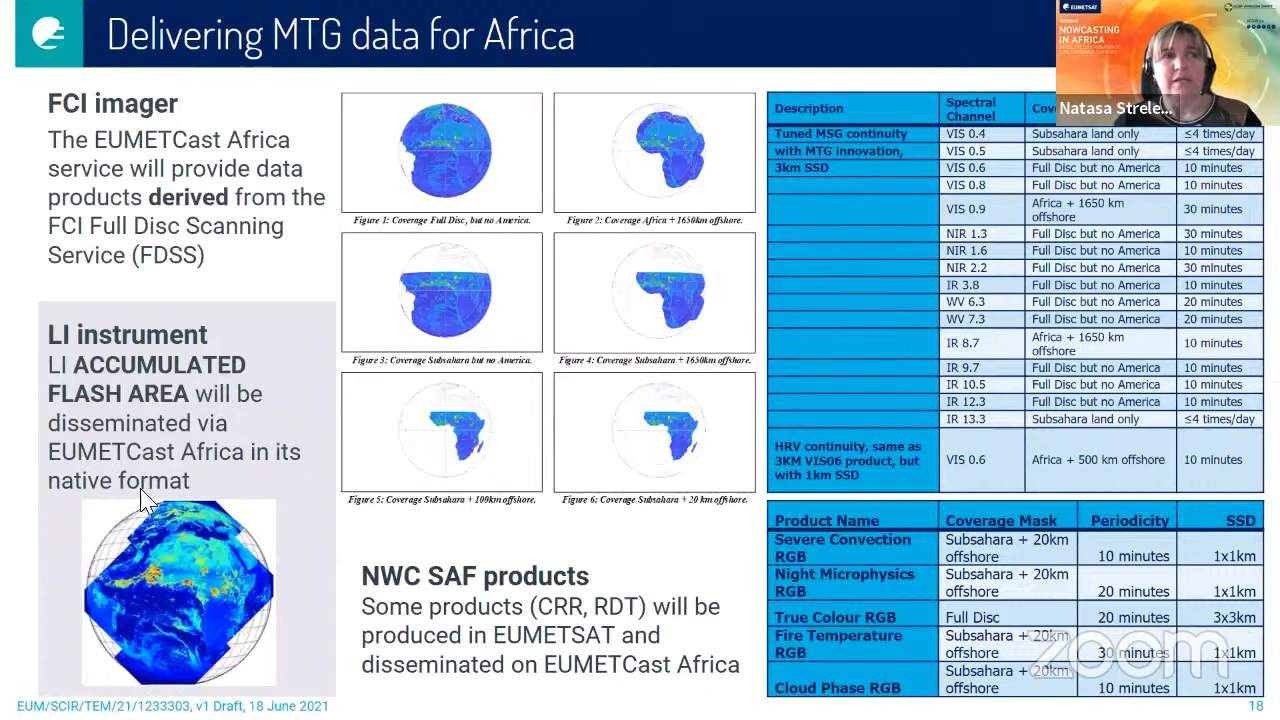 Delivering MTG data for Africa
EUMETSAT
NOWCASTING
IN AFRICA
Natasa Strele...
FCI imager
The EUMETCast Africa
service will provide data
products derived from the
FCI Full Disc Scanning
Service (FDSS)
LI instrument
LI ACCUMULATED
FLASH AREA will be
disseminated via
EUMETCast Africa in its
native format
Figure 1: Coverage Full Disc, but no America.
Figure 2: Coverage Africa + 1650km offshore.
Figure 3: Coverage Subsahara but no America.
Figure 4: Coverage Subsahara + 1650km offshore.
Figure 5: Coverage Subsahara + 100km offshore.
Figure 6: Coverage Subsahara + 20 km offshore.
NWC SAF products
Some products (CRR, RDT) will be
produced in EUMETSAT and
disseminated on EUMETCast Africa
Description Spectral
Channel
Tuned MSG continuity VIS 0.4 Subsahara land only ≤4 times/day
with MTG innovation, VIS 0.5 Subsahara land only ≤4 times/day
3km SSD VIS 0.6 Full Disc but no America 10 minutes
VIS 0.8 Full Disc but no America 10 minutes
VIS 0.9 Africa + 1650 km
offshore 30 minutes
NIR 1.3 Full Disc but no America 30 minutes
NIR 1.6 Full Disc but no America 10 minutes
NIR 2.2 Full Disc but no America 30 minutes
IR 3.8 Full Disc but no America 10 minutes
WV 6.3 Full Disc but no America 20 minutes
WV 7.3 Full Disc but no America 20 minutes
IR 8.7 Africa + 1650 km
offshore 10 minutes
IR 9.7 Full Disc but no America 10 minutes
IR 10.5 Full Disc but no America 10 minutes
IR 12.3 Full Disc but no America 10 minutes
IR 13.3 Subsahara land only ≤4 times/day
HRV continuity, same as
3KM VIS06 product, but VIS 0.6 Africa + 500 km offshore 10 minutes
with 1km SSD
Product Name Coverage Mask Periodicity SSD
Severe Convection Subsahara + 20km
RGB offshore 10 minutes 1x1km
Night Microphysics Subsahara + 20km
RGB offshore 20 minutes 1x1km
True Colour RGB Full Disc 20 minutes 3x3km
Fire Temperature Subsahara + 20km
RGB offshore 30 minutes 1x1km
Subsahara + 20km
Cloud Phase RGB offshore 10 minutes 1x1km
zoom
EUM/SCIR/TEM/21/1233303, v1 Draft, 18 June 2021
18